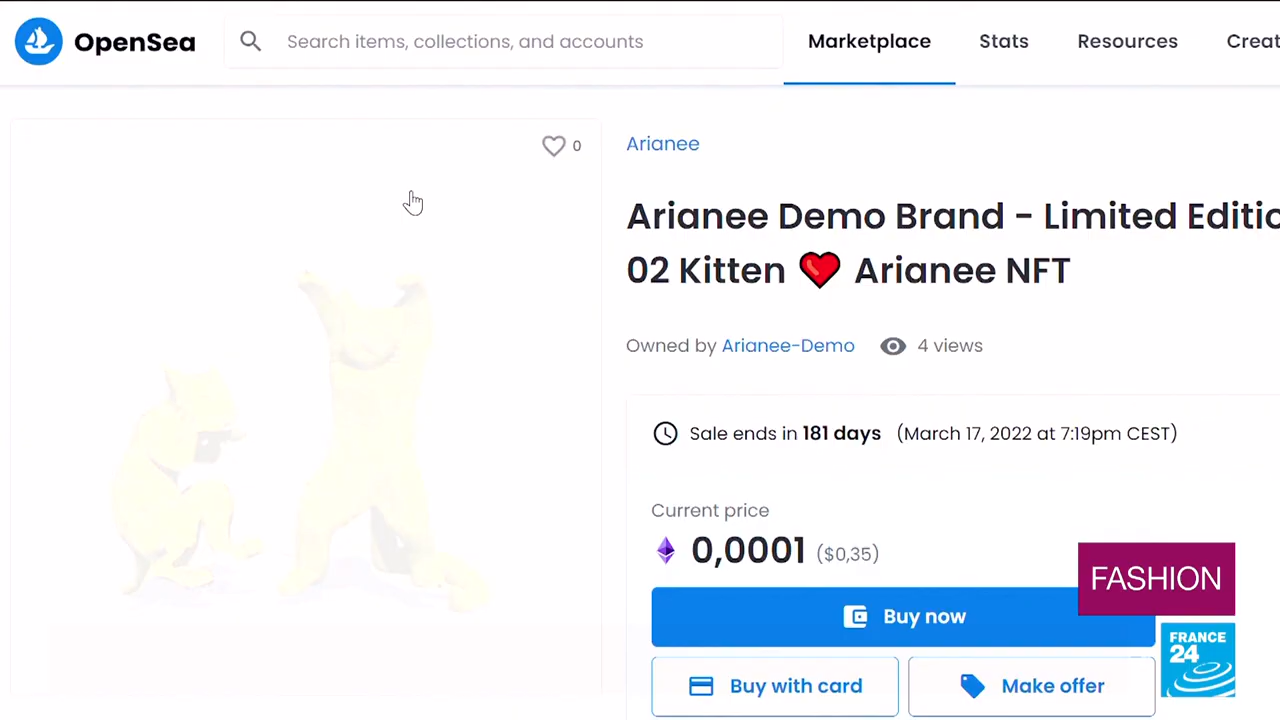 OpenSea
Search items, collections, and accounts
Marketplace
Stats
Resources
Creat
0
Arianee
Arianee Demo Brand - Limited Editio
02 Kitten ❤️ Arianee NFT
Owned by Arianee-Demo
4 views
Sale ends in 181 days (March 17, 2022 at 7:19pm CEST)
Current price
0,0001 ($0,35)
Buy now
Buy with card
Make offer
FASHION
FRANCE
24